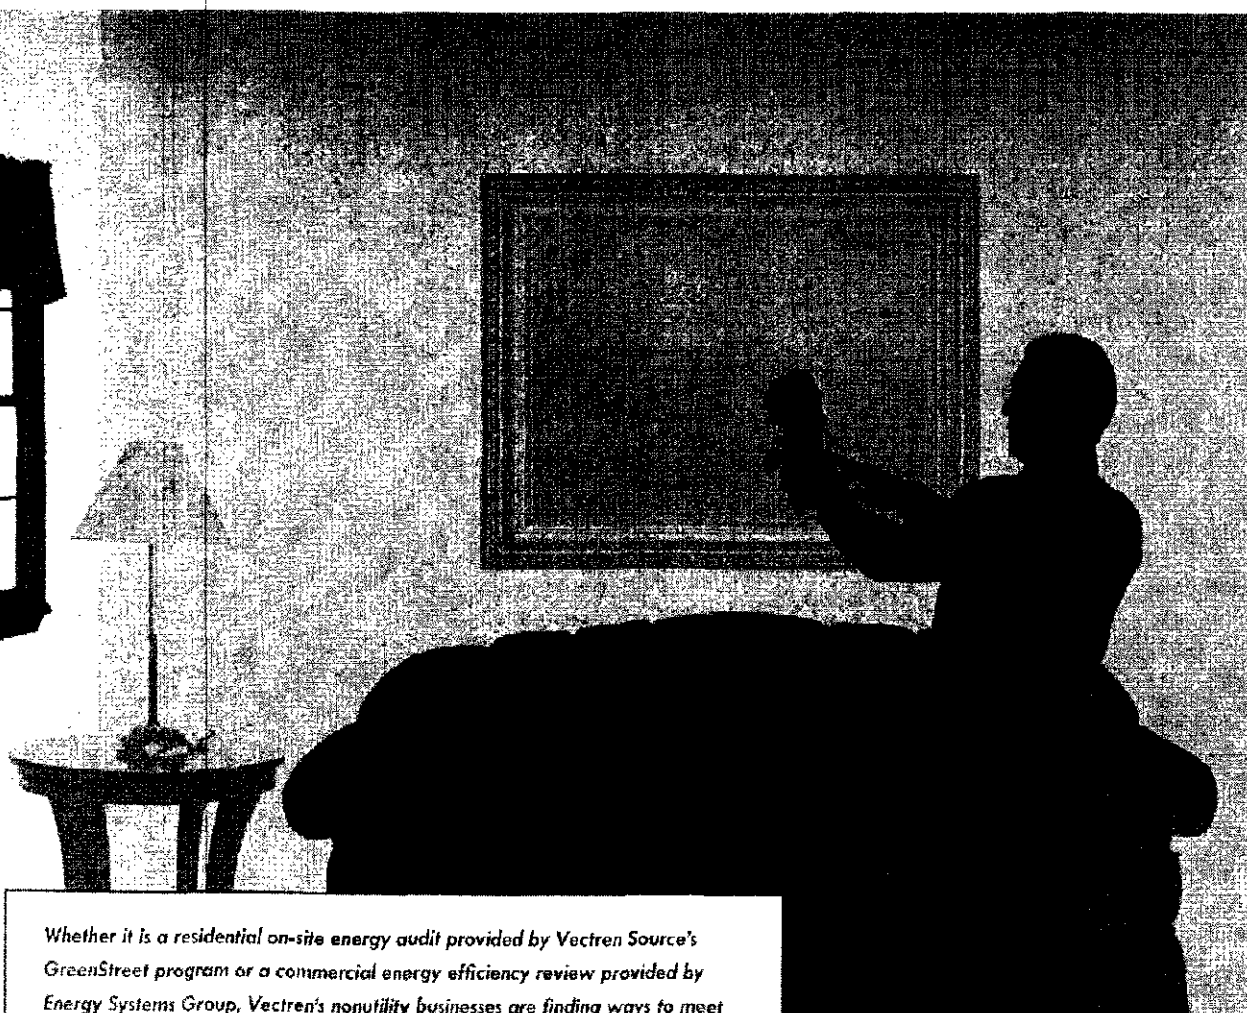 Whether it is a residential on-site energy audit provided by Vectren Source's
GreenStreet program or a commercial energy efficiency review provided by
Energy Systems Group, Vectren's nonutility businesses are finding ways to meet